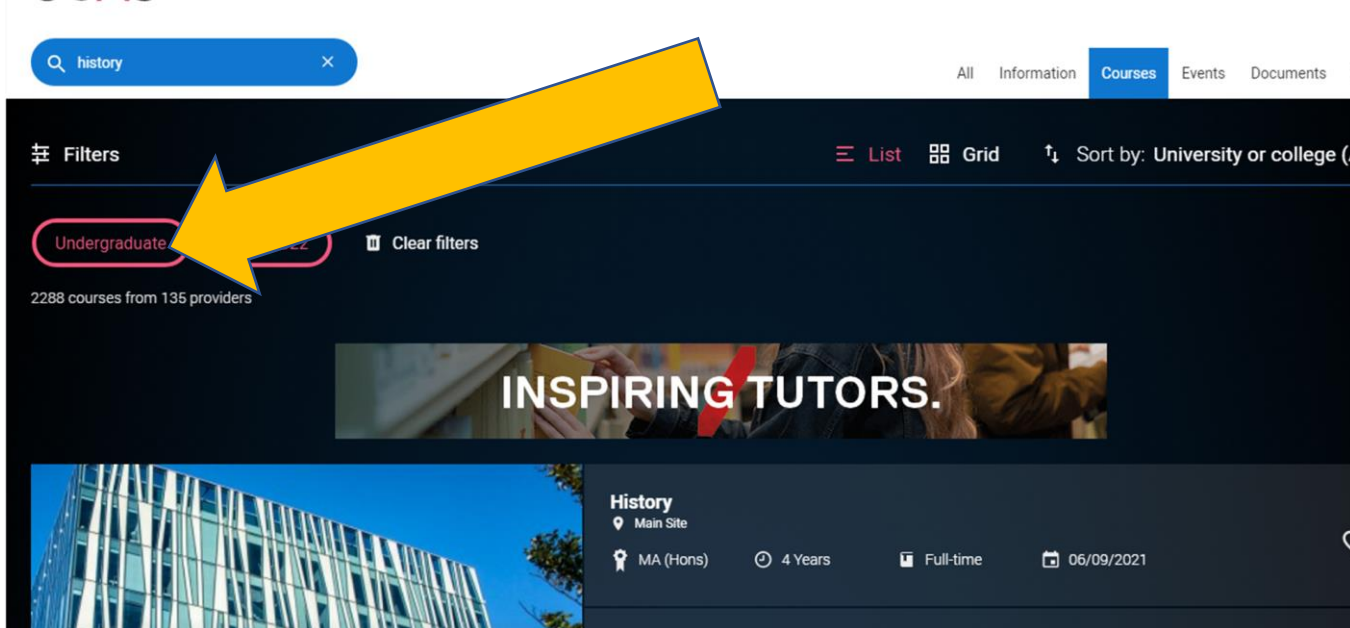 history
All Information Courses Events Documents
Filters
List Grid Sort by: University or college (
Undergraduate Clear filters
2288 courses from 135 providers
INSPIRING TUTORS.
History
Main Site
MA (Hons) 4 Years Full-time 06/09/2021